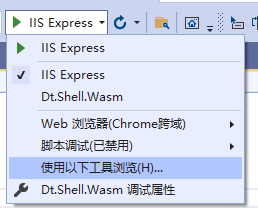 IIS Express
IIS Express
Dt.Shell.Wasm
Web 浏览器(Chrome跨域)
脚本调试(已禁用)
使用以下工具浏览(H)...
Dt.Shell.Wasm 调试属性